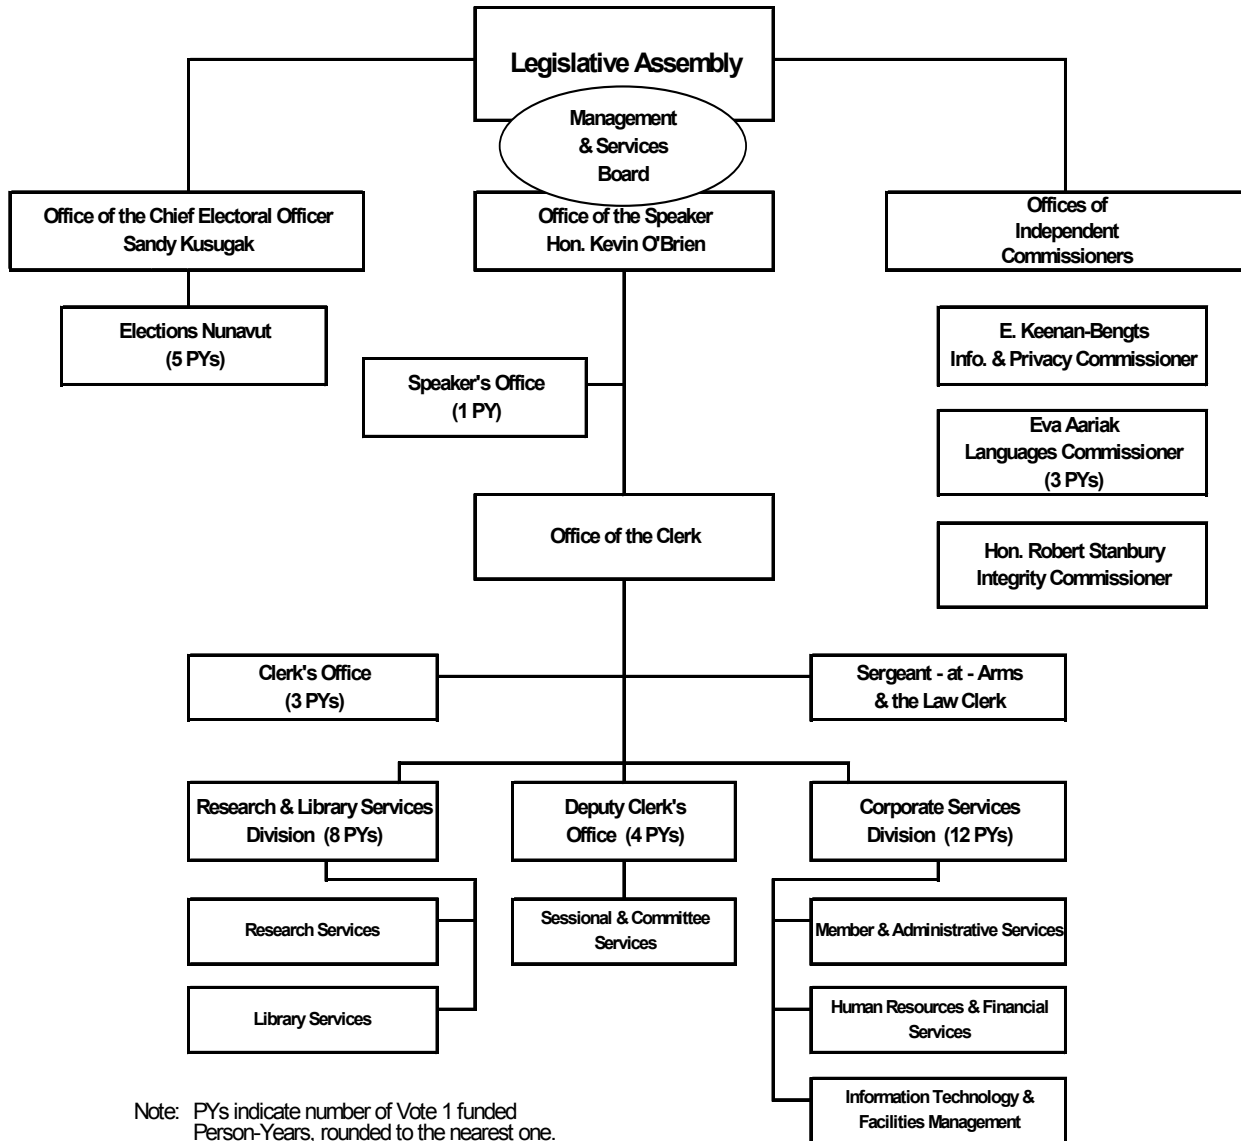 Legislative Assembly
Management
& Services
Board
Office of the Chief Electoral Officer
Sandy Kusugak
Office of the Speaker
Hon. Kevin O'Brien
Offices of
Independent
Commissioners
Elections Nunavut
(5 PYs)
E. Keenan-Bengts
Info. & Privacy Commissioner
Speaker's Office
(1 PY)
Eva Aariak
Languages Commissioner
(3 PYs)
Office of the Clerk
Hon. Robert Stanbury
Integrity Commissioner
Clerk's Office
(3 PYs)
Sergeant - at - Arms
& the Law Clerk
Research & Library Services
Division (8 PYs)
Deputy Clerk's
Office (4 PYs)
Corporate Services
Division (12 PYs)
Research Services
Sessional & Committee
Services
Member & Administrative Services
Library Services
Human Resources & Financial
Services
Information Technology &
Facilities Management
Note: PYs indicate number of Vote 1 funded
Person-Years, rounded to the nearest one.